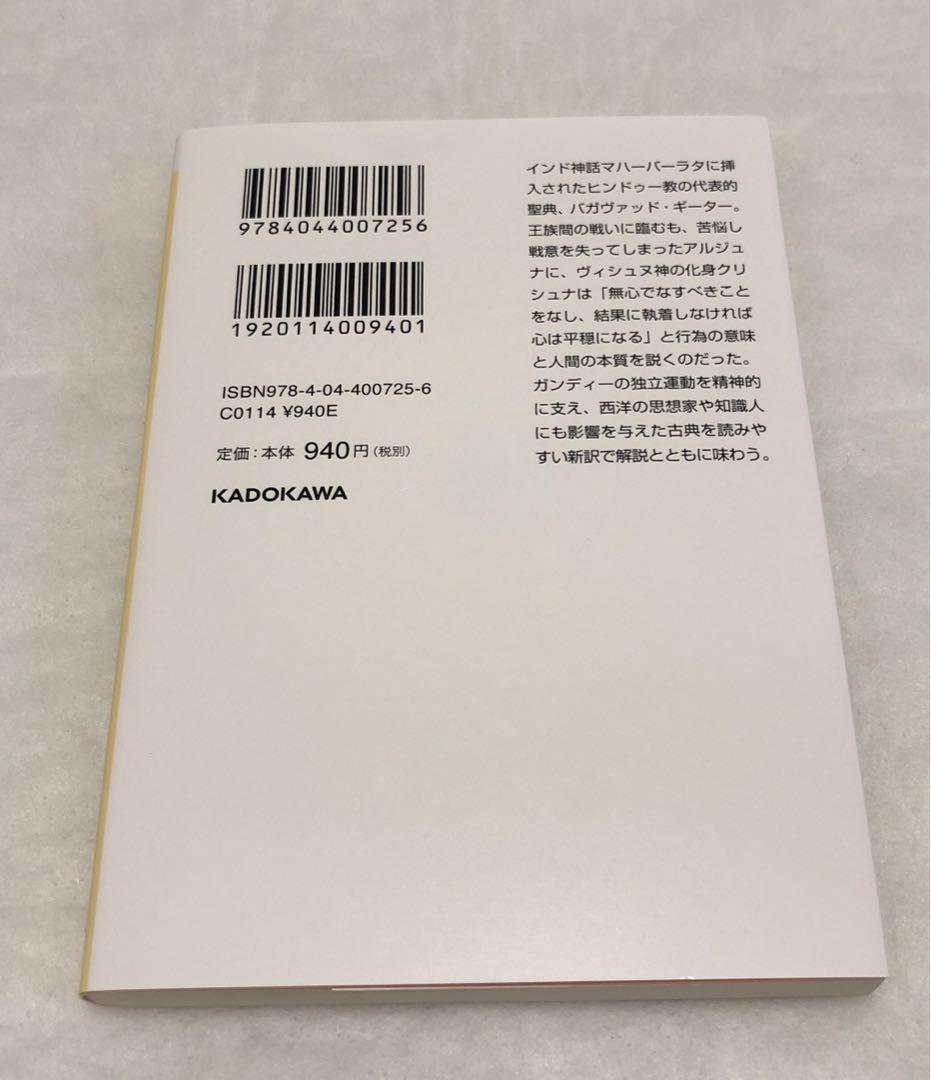 9784044007256
1920114009401
ISBN978-4-04-400725-6
C0114 ¥940E
定価：本体 940円（税別）
KADOKAWA
インド神話マハーバーラタに挿
入されたヒンドゥー教の代表的
聖典、バガヴァッド・ギーター。
王族間の戦いに臨むも、苦悩し
戦意を失ってしまったアルジュ
ナに、ヴィシュヌ神の化身クリ
シュナは「無心でなすべきこと
をなし、結果に執着しなければ
心は平穏になる」と行為の意味
と人間の本質を説くのだった。
ガンディーの独立運動を精神的
に支え、西洋の思想家や知識人
にも影響を与えた古典を読みや
すい新訳で解説とともに味わう。